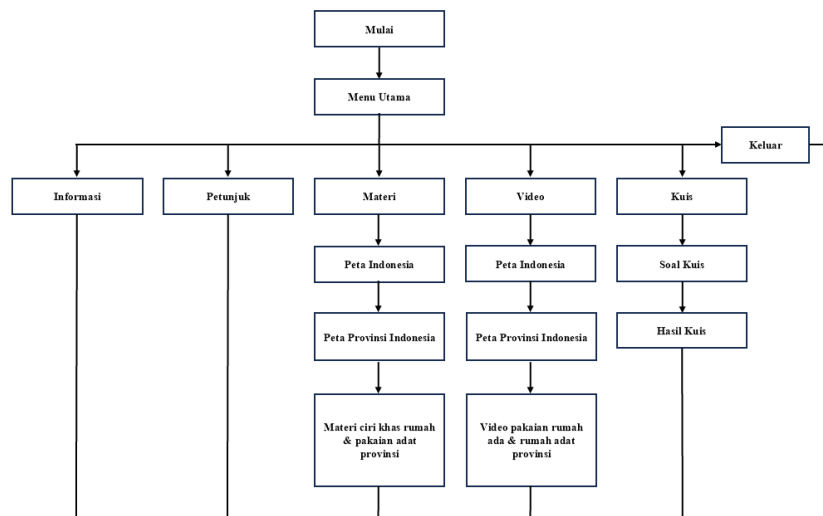 Mulai
Menu Utama
Keluar
Informasi
Petunjuk
Materi
Video
Kuis
Peta Indonesia
Peta Indonesia
Soal Kuis
Peta Provinsi Indonesia
Peta Provinsi Indonesia
Hasil Kuis
Materi ciri khas rumah
& pakaian adat
provinsi
Video pakaian rumah
ada & rumah adat
provinsi